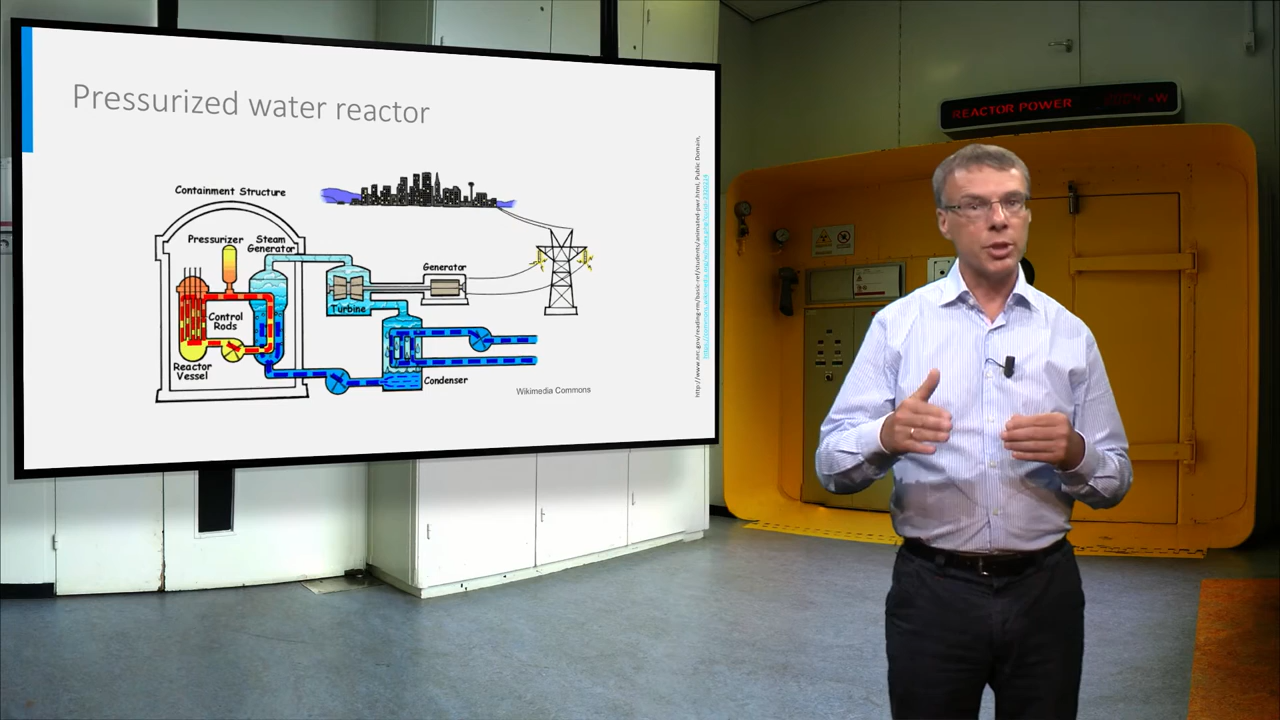 Pressurized water reactor
Containment Structure
Pressurizer
Steam
Generator
Control
Rods
Reactor
Vessel
Turbine
Generator
Condenser
Wikimedia Commons
REACTOR POWER
kW